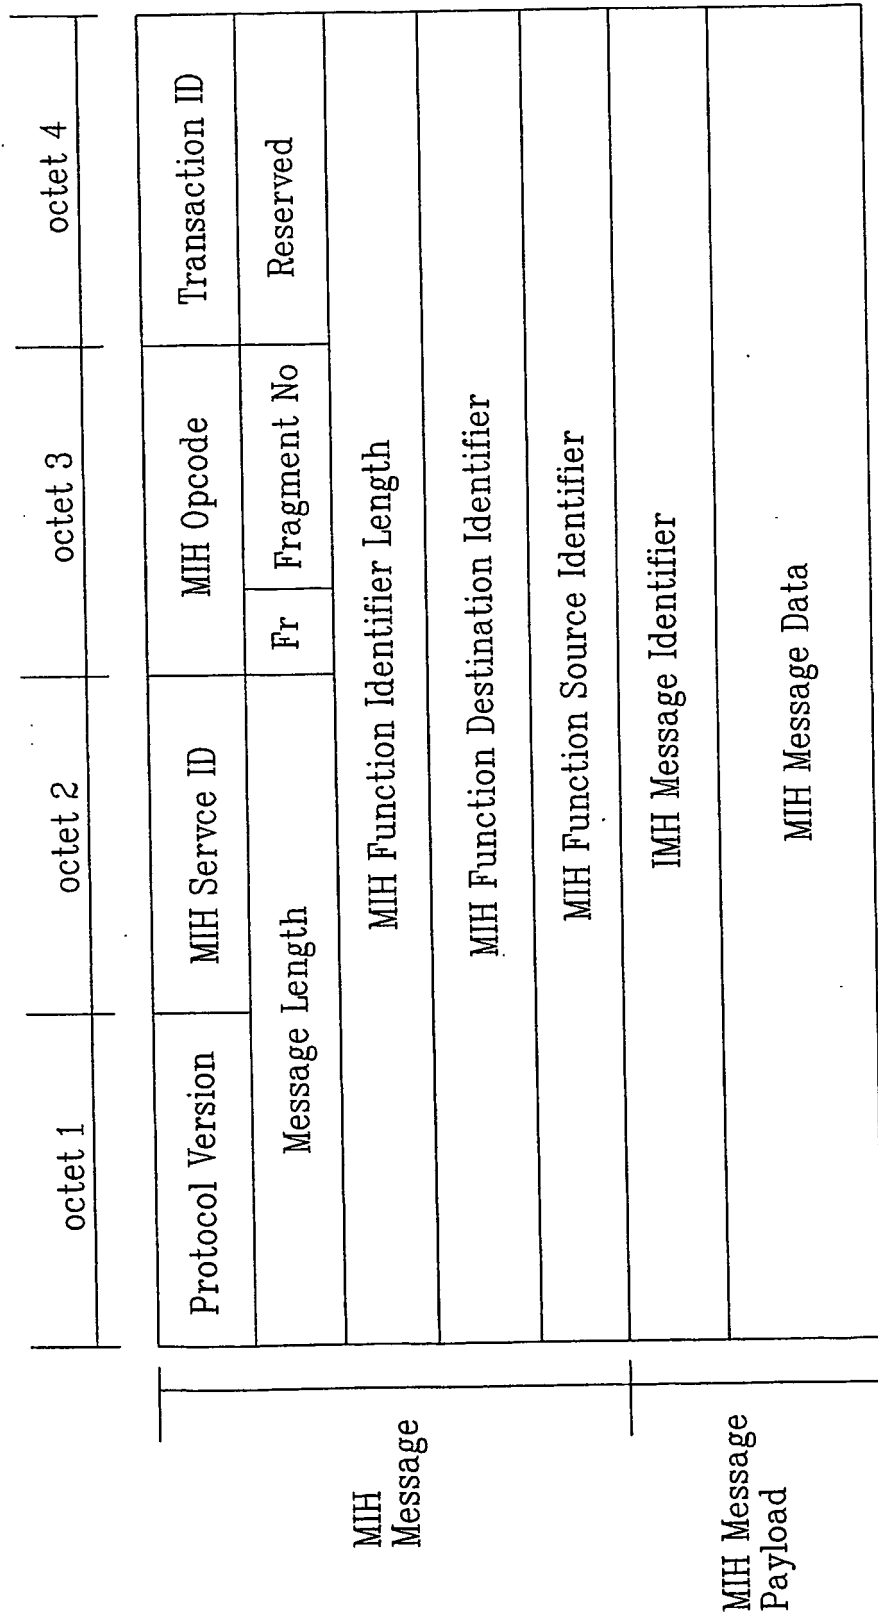 octet 1
octet 2
octet 3
octet 4
Protocol Version
MIH Servce ID
MIH Opcode
Transaction ID
Message Length
Fr
Fragment No
Reserved
MIH Function Identifier Length
MIH Function Destination Identifier
MIH Function Source Identifier
IMH Message Identifier
MIH Message Data
MIH
Message
MIH Message
Payload